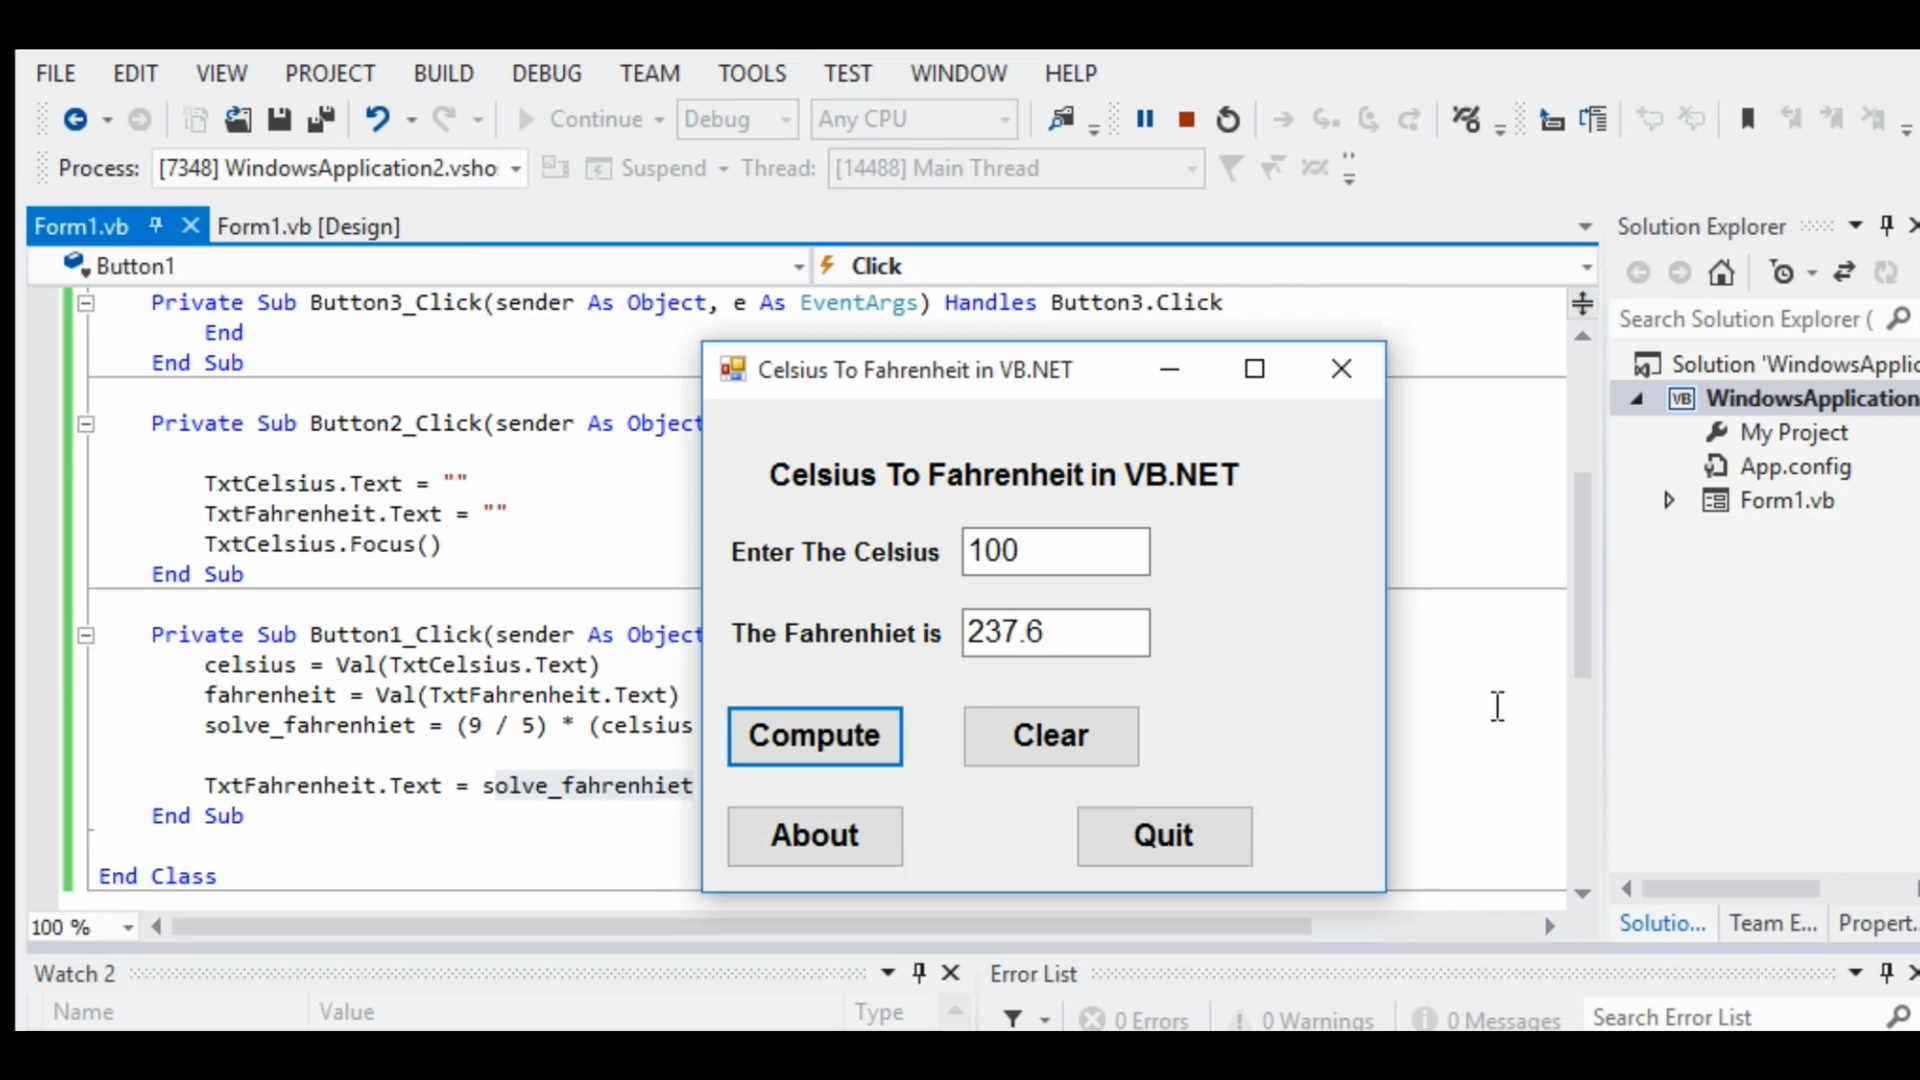 FILE EDIT VIEW PROJECT BUILD DEBUG TEAM TOOLS TEST WINDOW HELP
Continue Debug Any CPU
Process: [7348] WindowsApplication2.vsho Suspend Thread: [14488] Main Thread
Form1.vb Form1.vb [Design]
Button1 Click
Private Sub Button3_Click(sender As Object, e As EventArgs) Handles Button3.Click
End
End Sub
Private Sub Button2_Click(sender As Object
TxtCelsius.Text = ""
TxtFahrenheit.Text = ""
TxtCelsius.Focus()
End Sub
Private Sub Button1_Click(sender As Object
celsius = Val(TxtCelsius.Text)
fahrenheit = Val(TxtFahrenheit.Text)
solve_fahrenhiet = (9 / 5) * (celsius
TxtFahrenheit.Text = solve_fahrenhiet
End Sub
End Class
100 %
Celsius To Fahrenheit in VB.NET
Celsius To Fahrenheit in VB.NET
Enter The Celsius 100
The Fahrenhiet is 237.6
Compute Clear
About Quit
Solution Explorer
Search Solution Explorer (
Solution 'WindowsApplic
VB WindowsApplication
My Project
App.config
Form1.vb
Solutio... Team E... Propert...
Watch 2
Name Value Type
Error List
0 Errors 0 Warnings 0 Messages Search Error List